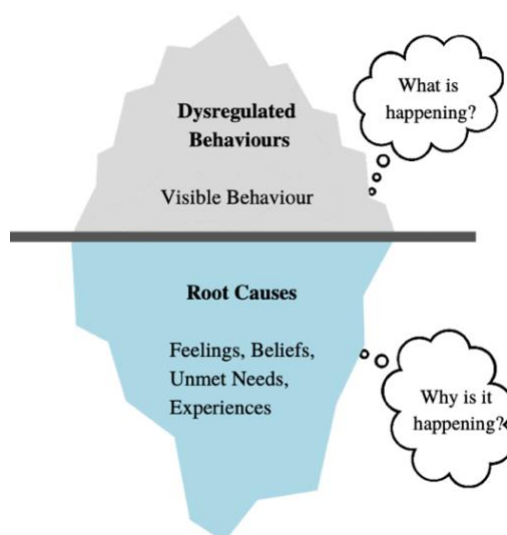 What is
happening?
Dysregulated
Behaviours
Visible Behaviour
Root Causes
Feelings, Beliefs,
Unmet Needs,
Experiences
Why is it
happening?